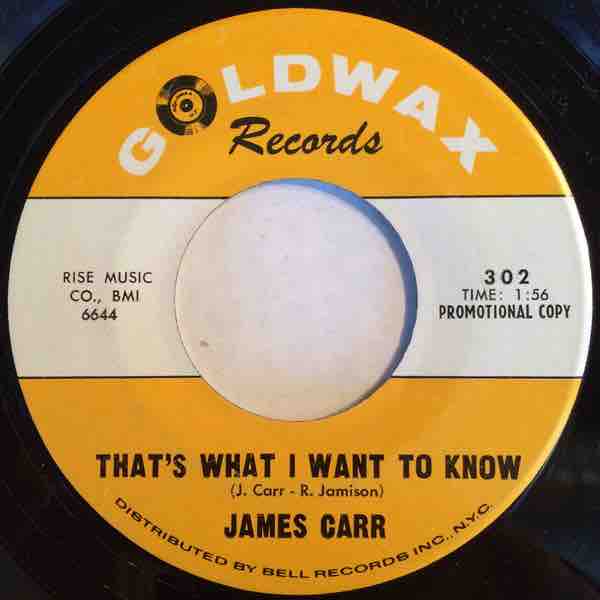 GOLDWAX
Records
RISE MUSIC
CO., BMI
6644
302
TIME: 1:56
PROMOTIONAL COPY
THAT'S WHAT I WANT TO KNOW
(J. Carr - R. Jamison)
JAMES CARR
DISTRIBUTED BY BELL RECORDS INC., N.Y.C.